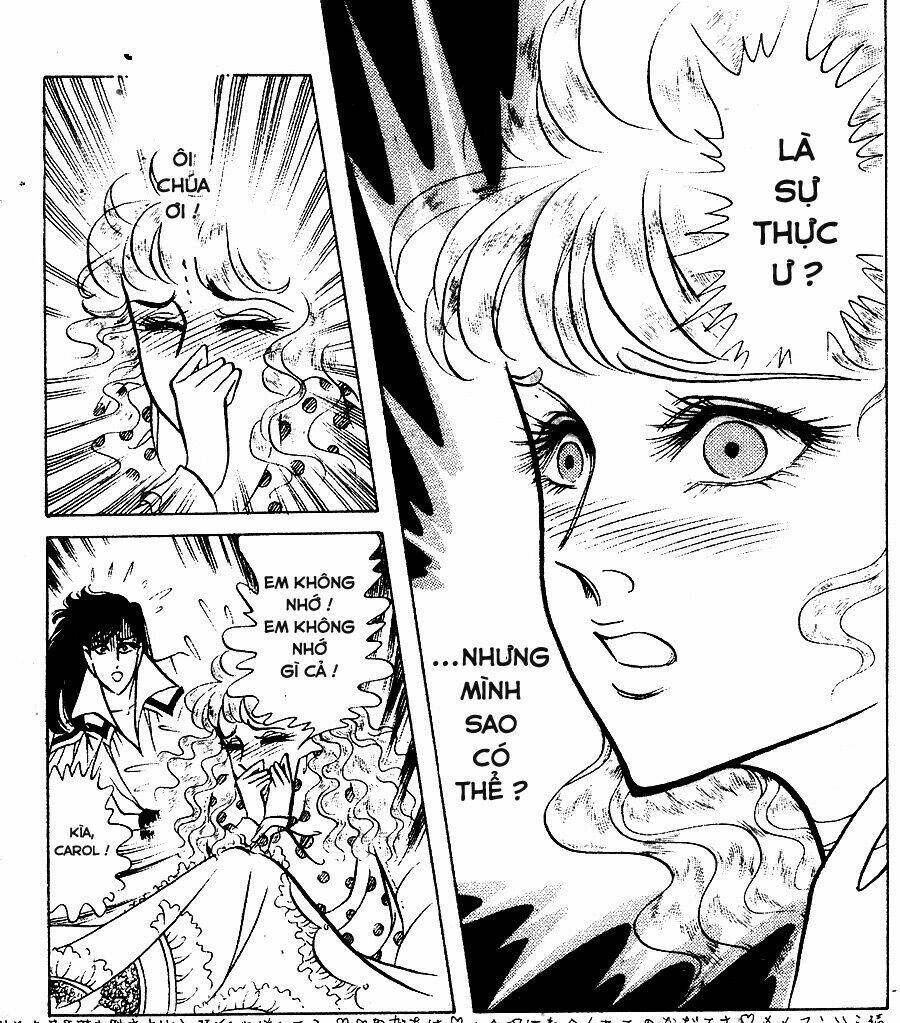 LÀ
SỰ
THỰC
Ư ?
...NHƯNG
MÌNH
SAO
CÓ
THỂ ?
ÔI
CHÚA
ƠI !
EM KHÔNG
NHỚ !
EM KHÔNG
NHỚ
GÌ CẢ !
KÌA,
CAROL !